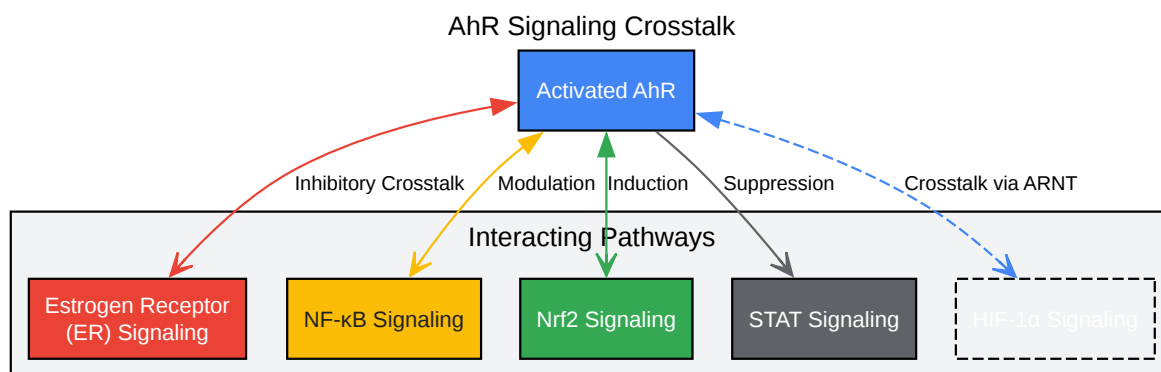 AhR Signaling Crosstalk
Activated AhR
Inhibitory Crosstalk
Modulation
Induction
Suppression
Crosstalk via ARNT
Interacting Pathways
Estrogen Receptor
(ER) Signaling
NF-κB Signaling
Nrf2 Signaling
STAT Signaling
HIF-1α Signaling